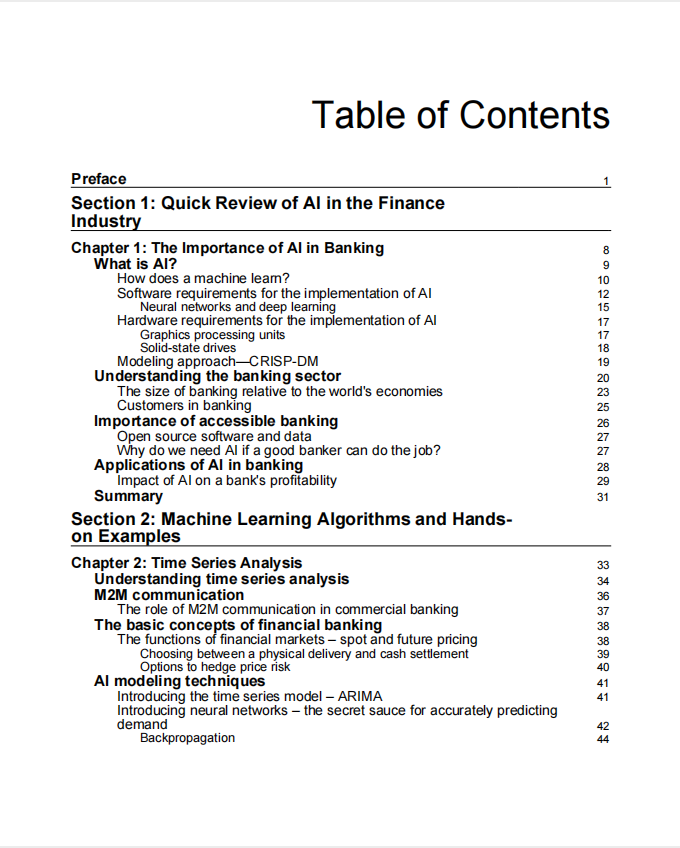 Table of Contents
Preface 1
Section 1: Quick Review of AI in the Finance
Industry
Chapter 1: The Importance of AI in Banking 8
What is AI? 9
How does a machine learn? 10
Software requirements for the implementation of AI 12
Neural networks and deep learning 15
Hardware requirements for the implementation of AI 17
Graphics processing units 17
Solid-state drives 18
Modeling approach—CRISP-DM 19
Understanding the banking sector 20
The size of banking relative to the world's economies 23
Customers in banking 25
Importance of accessible banking 26
Open source software and data 27
Why do we need AI if a good banker can do the job? 27
Applications of AI in banking 28
Impact of AI on a bank's profitability 29
Summary 31
Section 2: Machine Learning Algorithms and Hands-
on Examples
Chapter 2: Time Series Analysis 33
Understanding time series analysis 34
M2M communication 36
The role of M2M communication in commercial banking 37
The basic concepts of financial banking 38
The functions of financial markets – spot and future pricing 38
Choosing between a physical delivery and cash settlement 39
Options to hedge price risk 40
AI modeling techniques 41
Introducing the time series model – ARIMA 41
Introducing neural networks – the secret sauce for accurately predicting
demand 42
Backpropagation 44